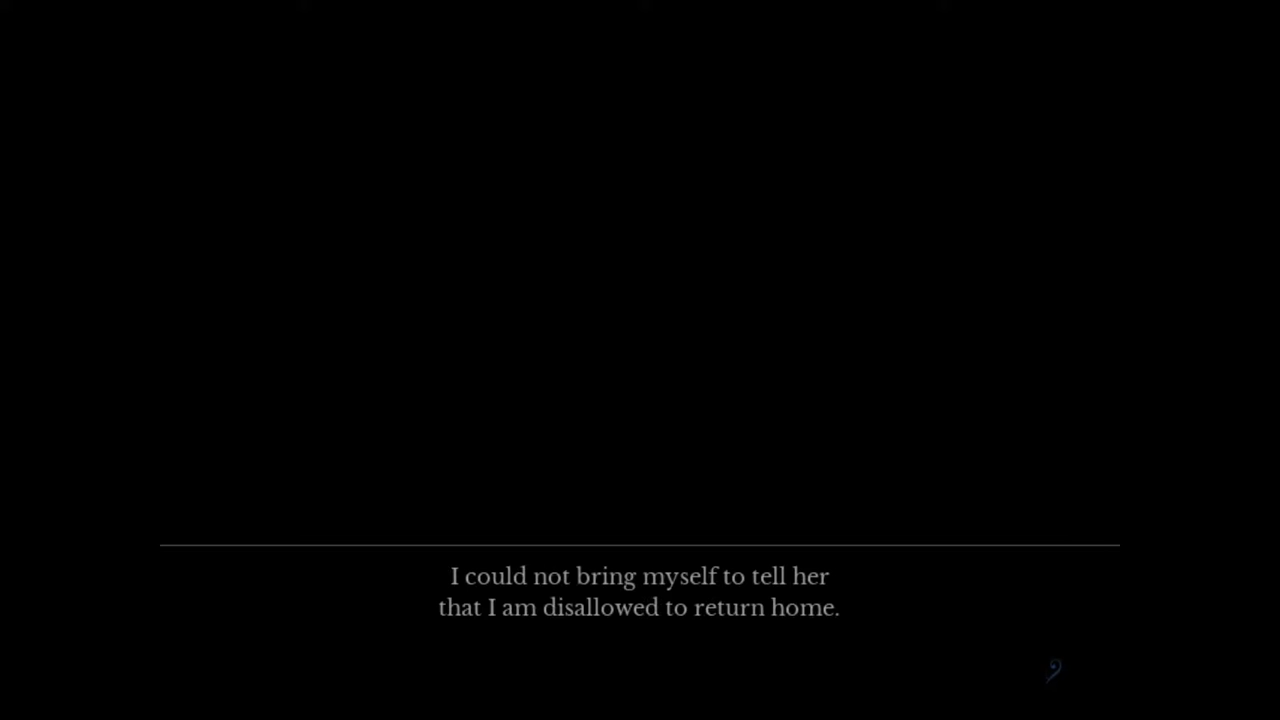 I could not bring myself to tell her
that I am disallowed to return home.